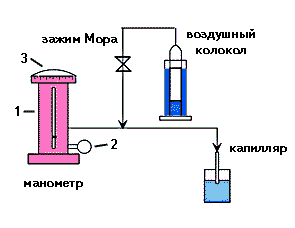 зажим Мора
воздушный
колокол
3
1
2
капилляр
манометр